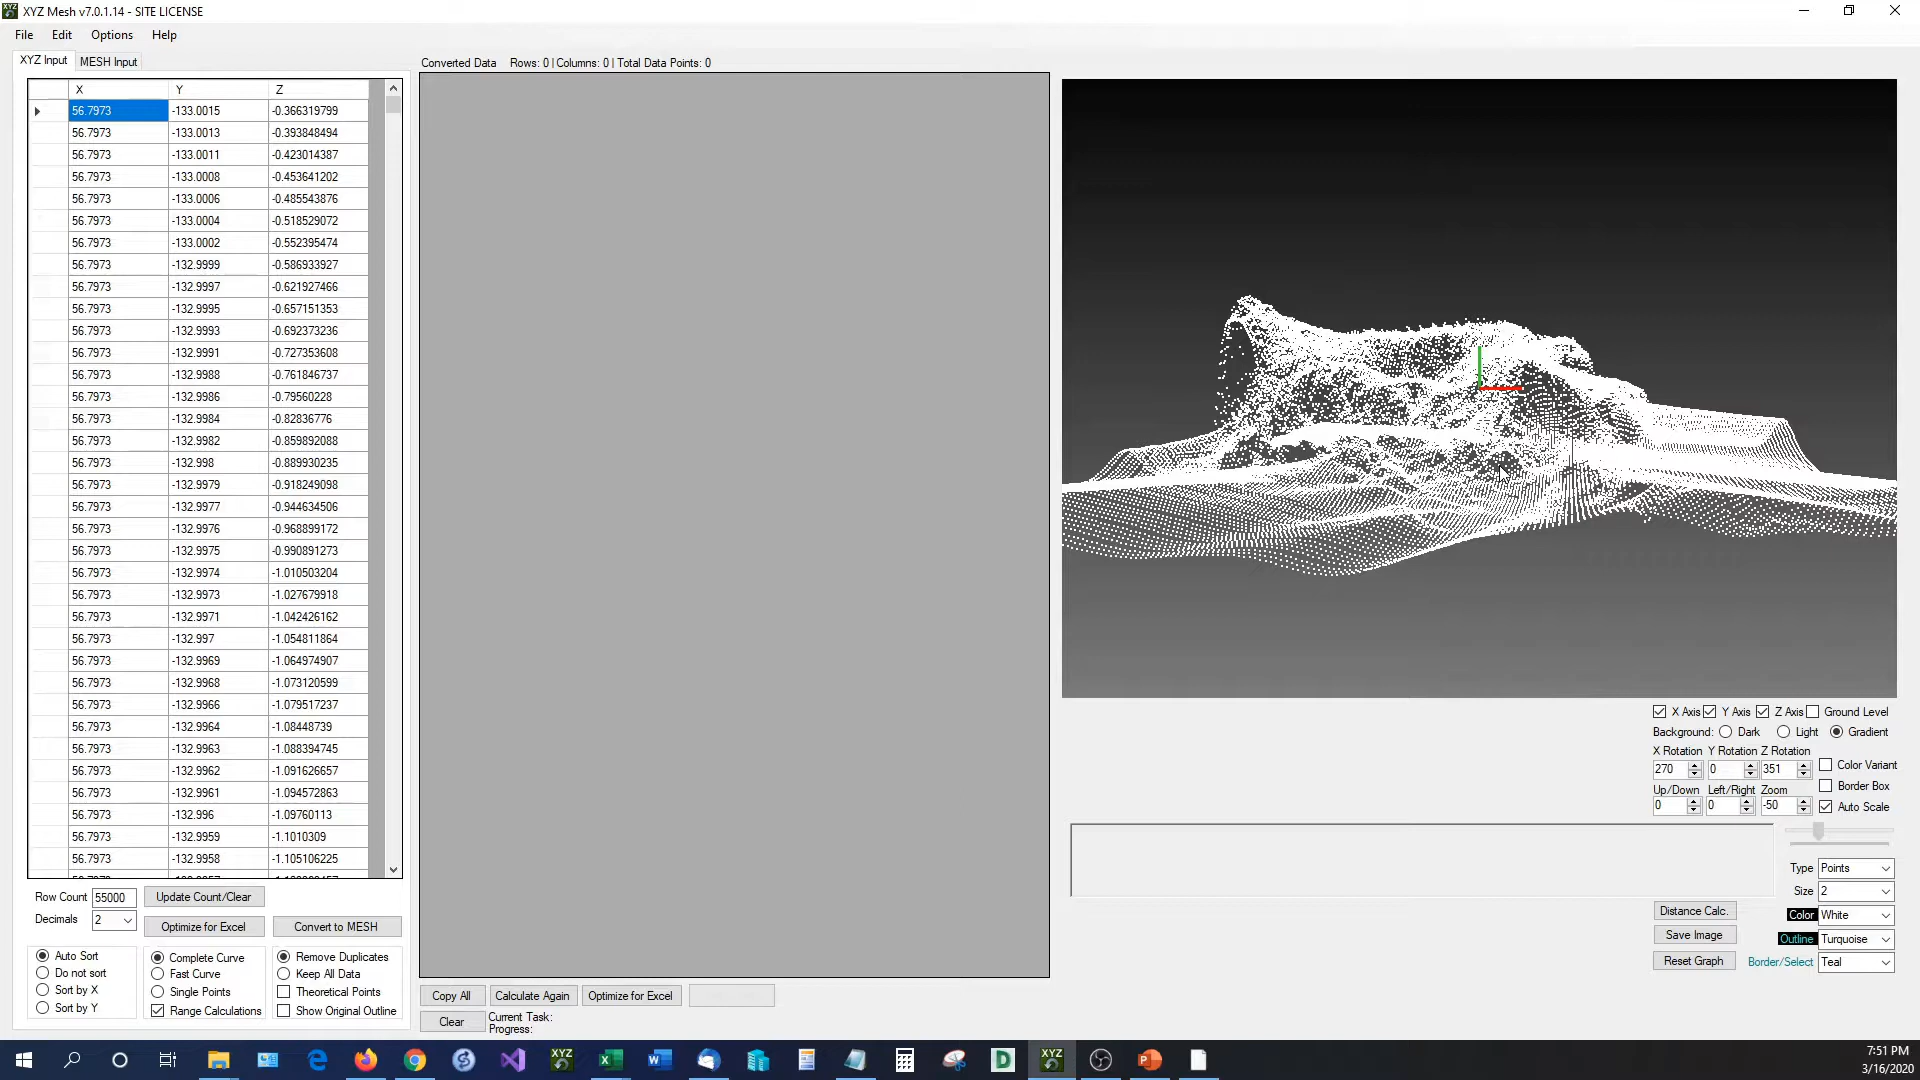 XYZ Mesh v7.0.1.14 - SITE LICENSE
File Edit Options Help
XYZ Input MESH Input
Converted Data Rows: 0 | Columns: 0 | Total Data Points: 0
X Y Z
56.7973 -133.0015 -0.366319799
56.7973 -133.0013 -0.393848494
56.7973 -133.0011 -0.423014387
56.7973 -133.0008 -0.453641202
56.7973 -133.0006 -0.485543876
56.7973 -133.0004 -0.518529072
56.7973 -133.0002 -0.552395474
56.7973 -132.9999 -0.586933927
56.7973 -132.9997 -0.621927466
56.7973 -132.9995 -0.657151353
56.7973 -132.9993 -0.692373236
56.7973 -132.9991 -0.727353608
56.7973 -132.9988 -0.761846737
56.7973 -132.9986 -0.79560228
56.7973 -132.9984 -0.82836776
56.7973 -132.9982 -0.859892088
56.7973 -132.998 -0.889930235
56.7973 -132.9979 -0.918249098
56.7973 -132.9977 -0.944634506
56.7973 -132.9976 -0.968899172
56.7973 -132.9975 -0.990891273
56.7973 -132.9974 -1.010503204
56.7973 -132.9973 -1.027679918
56.7973 -132.9971 -1.042426162
56.7973 -132.997 -1.054811864
56.7973 -132.9969 -1.064974907
56.7973 -132.9968 -1.073120599
56.7973 -132.9966 -1.079517237
56.7973 -132.9964 -1.08448739
56.7973 -132.9963 -1.088394745
56.7973 -132.9962 -1.091626657
56.7973 -132.9961 -1.094572863
56.7973 -132.996 -1.09760113
56.7973 -132.9959 -1.1010309
56.7973 -132.9958 -1.105106225
Row Count 55000 Update Count/Clear
Decimals 2 Optimize for Excel Convert to MESH
Auto Sort Complete Curve Remove Duplicates
Do not sort Fast Curve Keep All Data
Sort by X Single Points Theoretical Points
Sort by Y Range Calculations Show Original Outline
Copy All Calculate Again Optimize for Excel
Clear Current Task:
Progress:
X Axis Y Axis Z Axis Ground Level
Background: Dark Light Gradient
X Rotation Y Rotation Z Rotation
270 0 351 Color Variant
Up/Down Left/Right Zoom Border Box
0 0 -50 Auto Scale
Type Points
Size 2
Distance Calc. Color White
Save Image Outline Turquoise
Reset Graph Border/Select Teal
XYZ XYZ
7:51 PM
3/16/2020